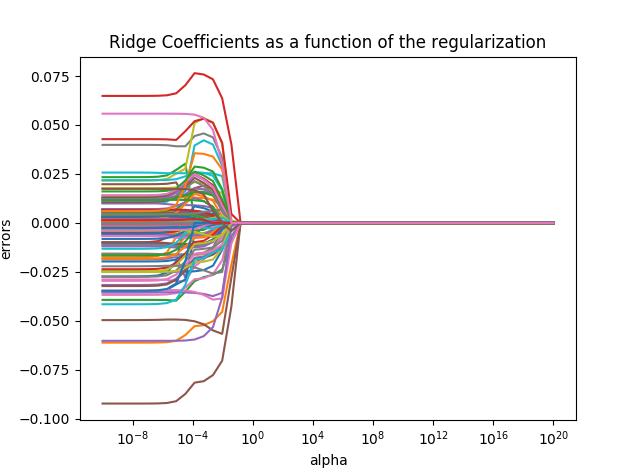 Ridge Coefficients as a function of the regularization
0.075
0.050
0.025
0.000
−0.025
−0.050
−0.075
−0.100
errors
10⁻⁸ 10⁻⁴ 10⁰ 10⁴ 10⁸ 10¹² 10¹⁶ 10²⁰
alpha